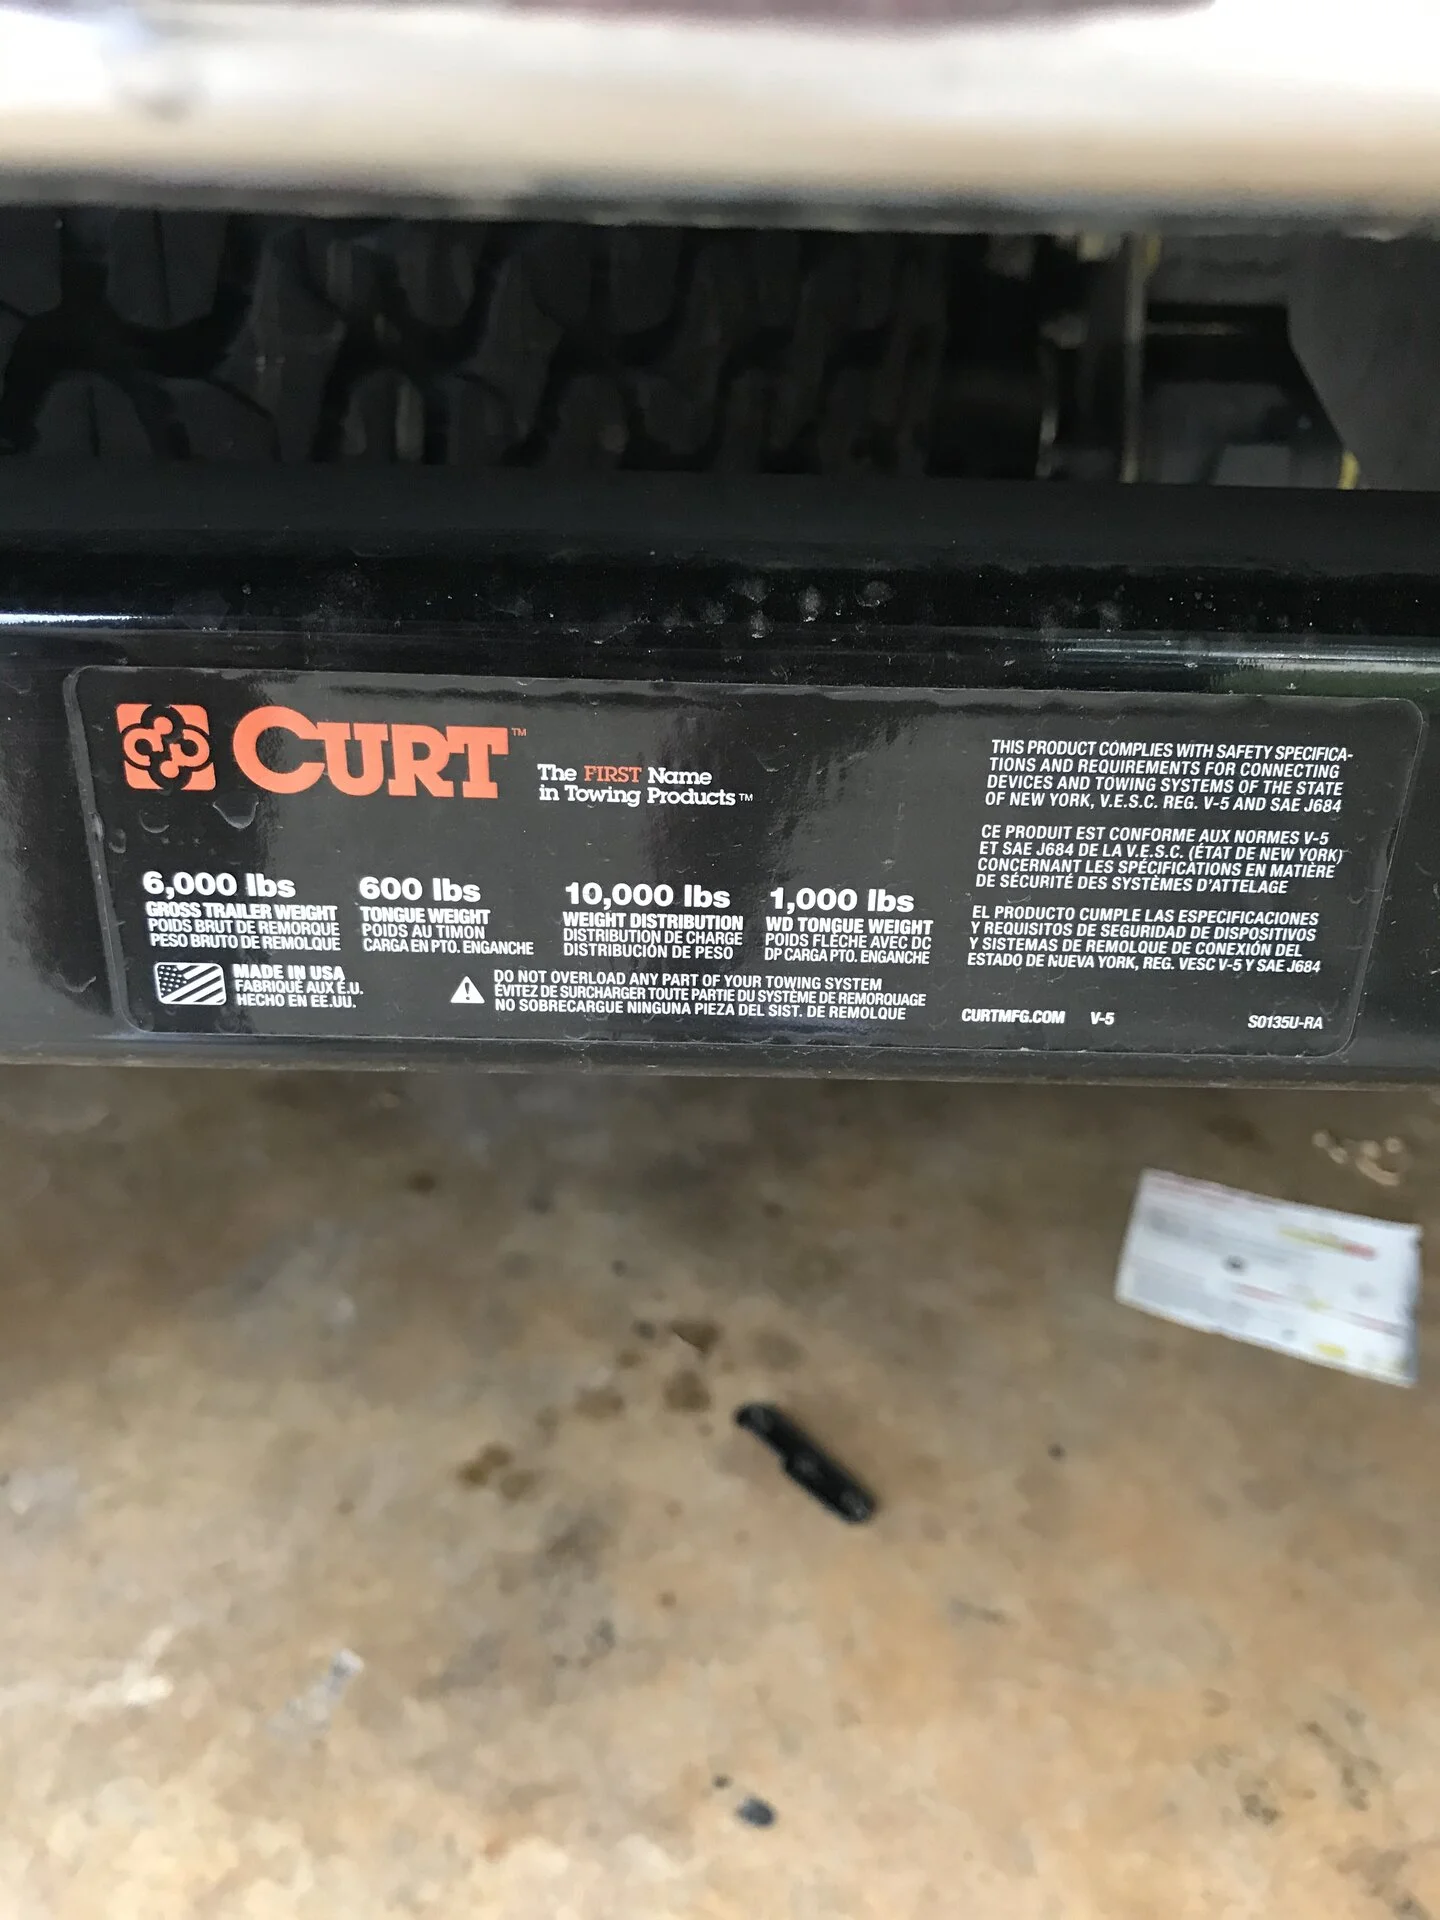 CURT™
The FIRST Name
in Towing Products™
6,000 lbs
GROSS TRAILER WEIGHT
POIDS BRUT DE REMORQUE
PESO BRUTO DE REMOLQUE
600 lbs
TONGUE WEIGHT
POIDS AU TIMON
CARGA EN PTO. ENGANCHE
10,000 lbs
WEIGHT DISTRIBUTION
DISTRIBUTION DE CHARGE
DISTRIBUCIÓN DE PESO
1,000 lbs
WD TONGUE WEIGHT
POIDS FLÈCHE AVEC DC
DP CARGA PTO. ENGANCHE
MADE IN USA
FABRIQUÉ AUX É.U.
HECHO EN EE.UU.
DO NOT OVERLOAD ANY PART OF YOUR TOWING SYSTEM
ÉVITEZ DE SURCHARGER TOUTE PARTIE DU SYSTÈME DE REMORQUAGE
NO SOBRECARGUE NINGUNA PIEZA DEL SIST. DE REMOLQUE
THIS PRODUCT COMPLIES WITH SAFETY SPECIFICA-
TIONS AND REQUIREMENTS FOR CONNECTING
DEVICES AND TOWING SYSTEMS OF THE STATE
OF NEW YORK, V.E.S.C. REG. V-5 AND SAE J684
CE PRODUIT EST CONFORME AUX NORMES V-5
ET SAE J684 DE LA V.E.S.C. (ÉTAT DE NEW YORK)
CONCERNANT LES SPÉCIFICATIONS EN MATIÈRE
DE SÉCURITÉ DES SYSTÈMES D'ATTELAGE
EL PRODUCTO CUMPLE LAS ESPECIFICACIONES
Y REQUISITOS DE SEGURIDAD DE DISPOSITIVOS
Y SISTEMAS DE REMOLQUE DE CONEXIÓN DEL
ESTADO DE NUEVA YORK, REG. VESC V-5 Y SAE J684
CURTMFG.COM V-5 S0135U-RA